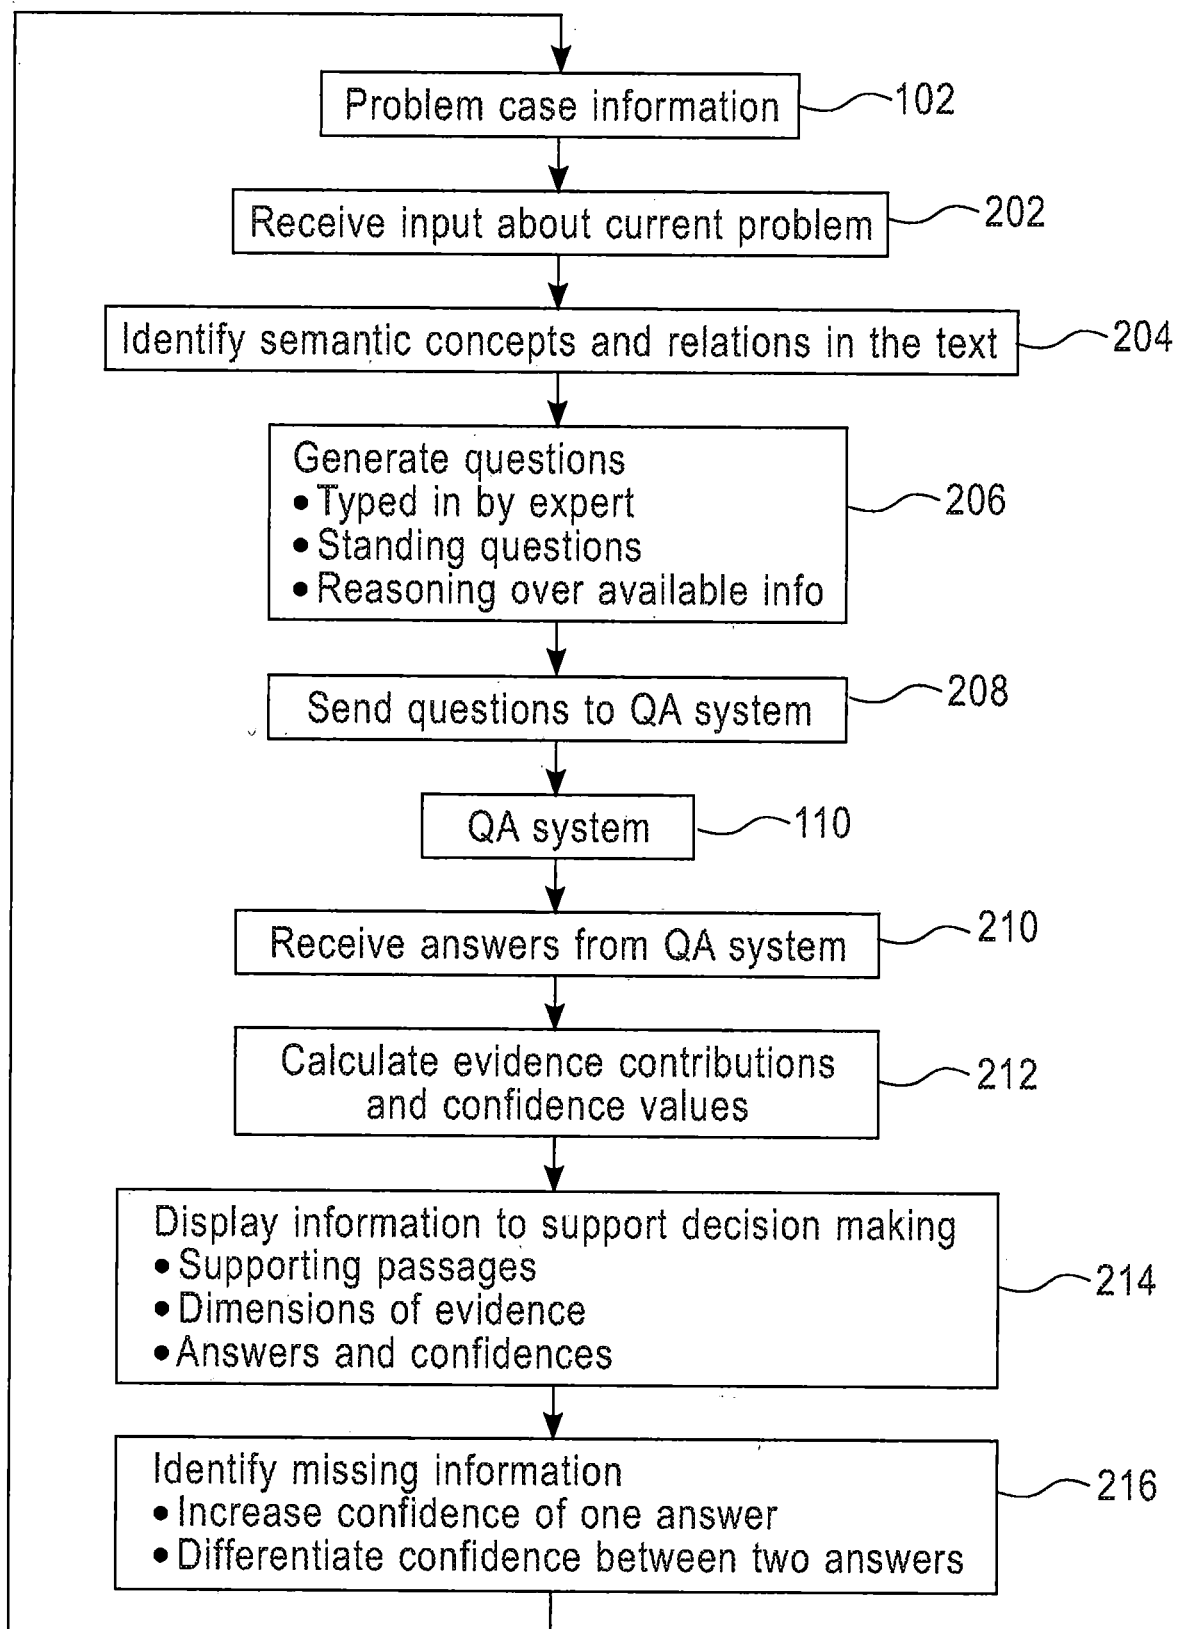 Problem case information
102
Receive input about current problem
202
Identify semantic concepts and relations in the text
204
Generate questions
• Typed in by expert
• Standing questions
• Reasoning over available info
206
Send questions to QA system
208
QA system
110
Receive answers from QA system
210
Calculate evidence contributions
and confidence values
212
Display information to support decision making
• Supporting passages
• Dimensions of evidence
• Answers and confidences
214
Identify missing information
• Increase confidence of one answer
• Differentiate confidence between two answers
216